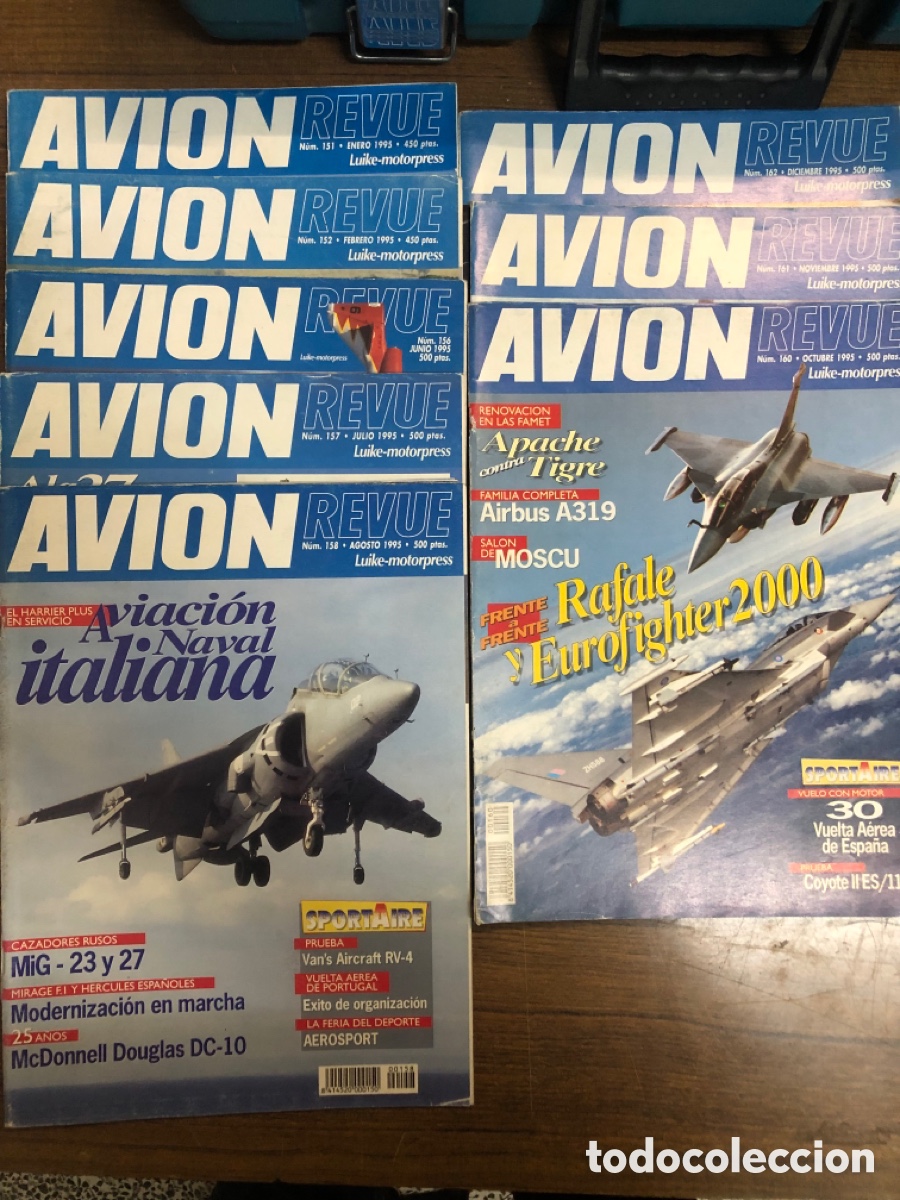 AVION REVUE
Núm. 151 • ENERO 1995 • 450 ptas.
Luike-motorpress
AVION REVUE
Núm. 152 • FEBRERO 1995 • 450 ptas.
Luike-motorpress
AVION REVUE
Núm. 156
JUNIO 1995
500 ptas.
Luike-motorpress
AVION REVUE
Núm. 157 • JULIO 1995 • 500 ptas.
Luike-motorpress
AVION REVUE
Núm. 158 • AGOSTO 1995 • 500 ptas.
Luike-motorpress
EL HARRIER PLUS
EN SERVICIO
Aviación
Naval
italiana
CAZADORES RUSOS
MiG - 23 y 27
MIRAGE F.1 Y HERCULES ESPAÑOLES
Modernización en marcha
25 AÑOS
McDonnell Douglas DC-10
SPORTAIRE
PRUEBA
Van's Aircraft RV-4
VUELTA AEREA
DE PORTUGAL
Exito de organización
LA FERIA DEL DEPORTE
AEROSPORT
00158
8414520000150
AVION REVUE
Núm. 162 • DICIEMBRE 1995 • 500 ptas.
Luike-motorpress
AVION REVUE
Núm. 161 • NOVIEMBRE 1995 • 500 ptas.
Luike-motorpress
AVION REVUE
Núm. 160 • OCTUBRE 1995 • 500 ptas.
Luike-motorpress
RENOVACION
EN LAS FAMET
Apache
contra Tigre
FAMILIA COMPLETA
Airbus A319
SALON
DE MOSCU
FRENTE
a
FRENTE
Rafale
y Eurofighter 2000
ZH588
SPORTAIRE
VUELO CON MOTOR
30
Vuelta Aérea
de España
PRUEBA
Coyote II ES/11
todocoleccion